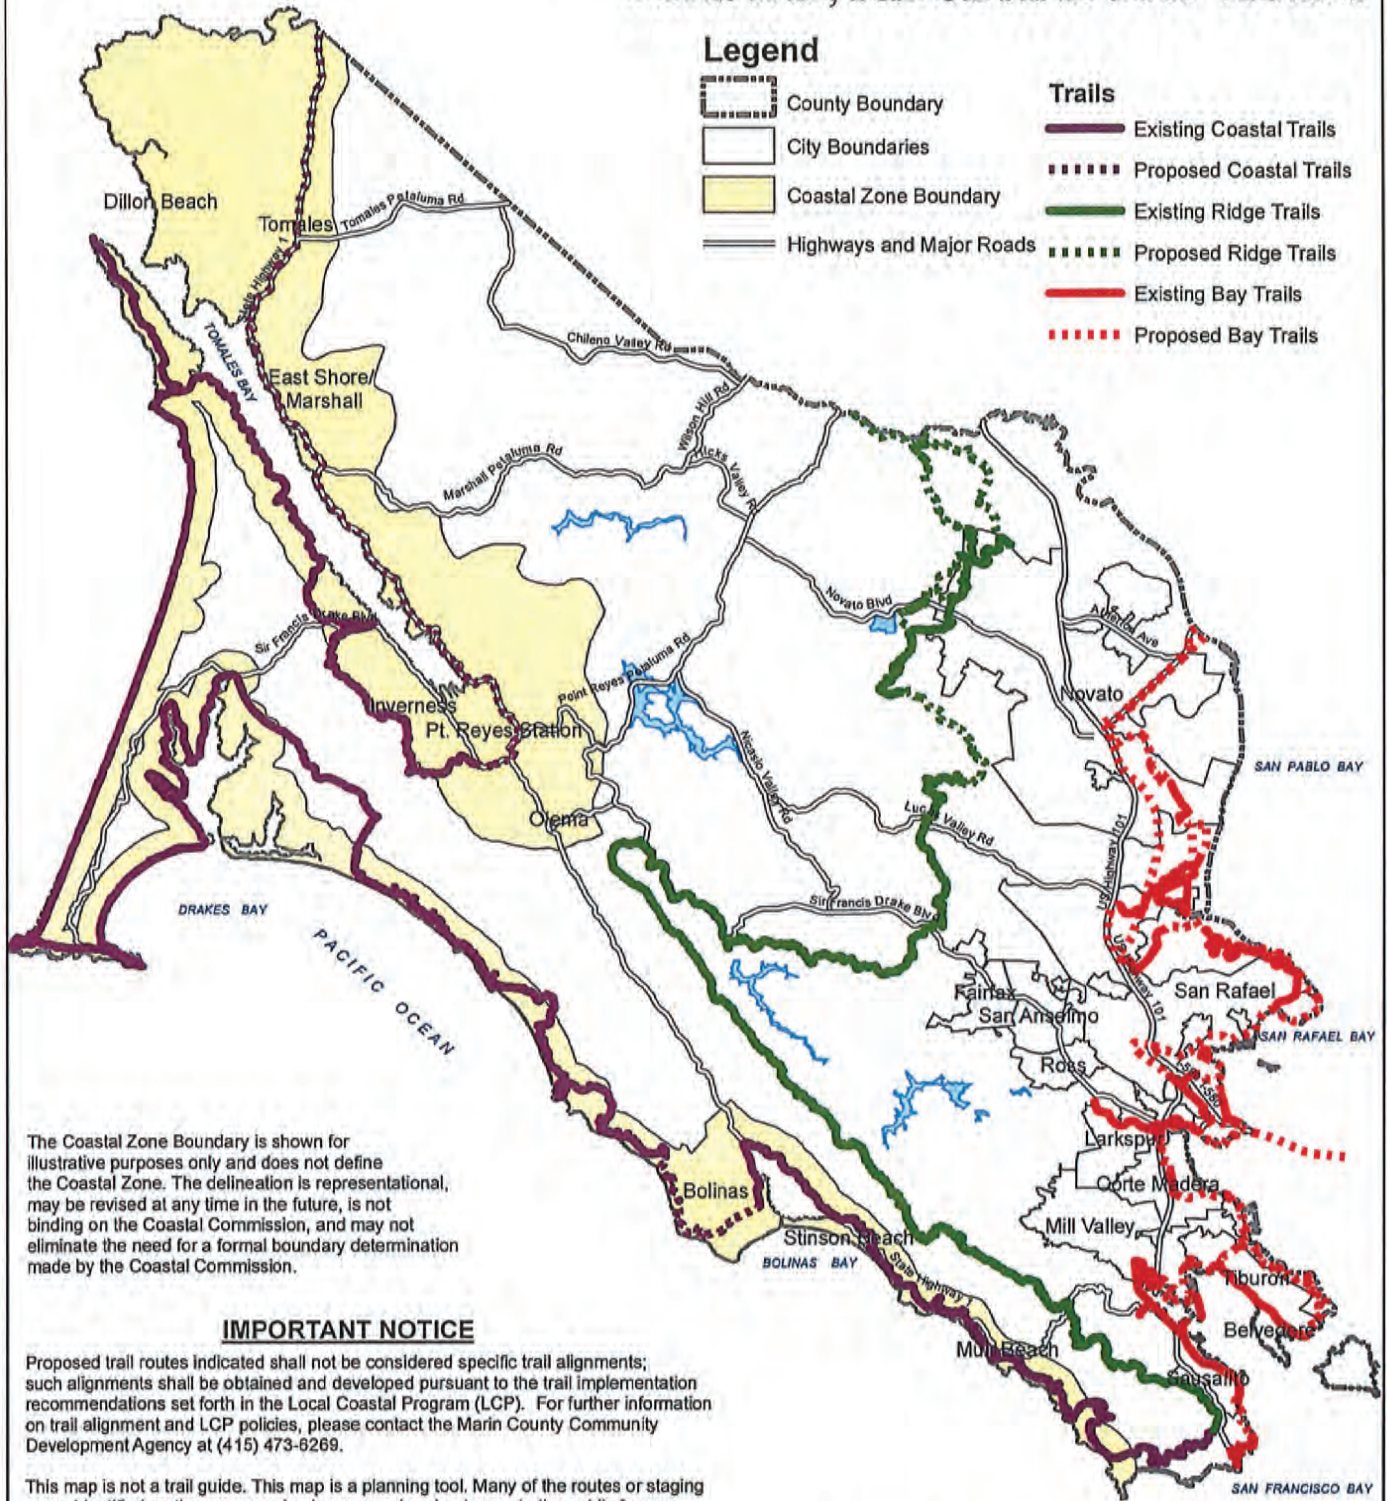 Legend
County Boundary
City Boundaries
Coastal Zone Boundary
Highways and Major Roads
Trails
Existing Coastal Trails
Proposed Coastal Trails
Existing Ridge Trails
Proposed Ridge Trails
Existing Bay Trails
Proposed Bay Trails
Dillon Beach
Tomales
Tomales Petaluma Rd
State Highway 1
TOMALES BAY
Chileno Valley Rd
East Shore/
Marshall
Wilson Hill Rd
Marshall Petaluma Rd
Hicks Valley R
Novato Blvd
Atherton Ave
Sir Francis Drake Blvd
Point Reyes Petaluma Rd
Novato
Inverness
Pt. Reyes Station
Nicasio Valley Rd
SAN PABLO BAY
Olema
Lucas Valley Rd
US Highway 101
Sir Francis Drake Blvd
DRAKES BAY
PACIFIC OCEAN
US Highway 101
Fairfax
San Anselmo
San Rafael
SAN RAFAEL BAY
Ross
I-580
I-580
Larkspur
Corte Madera
Bolinas
Mill Valley
Stinson Beach
BOLINAS BAY
State Highway 1
Tiburon
Belvedere
Muir Beach
Sausalito
SAN FRANCISCO BAY
The Coastal Zone Boundary is shown for
illustrative purposes only and does not define
the Coastal Zone. The delineation is representational,
may be revised at any time in the future, is not
binding on the Coastal Commission, and may not
eliminate the need for a formal boundary determination
made by the Coastal Commission.
IMPORTANT NOTICE
Proposed trail routes indicated shall not be considered specific trail alignments;
such alignments shall be obtained and developed pursuant to the trail implementation
recommendations set forth in the Local Coastal Program (LCP). For further information
on trail alignment and LCP policies, please contact the Marin County Community
Development Agency at (415) 473-6269.
This map is not a trail guide. This map is a planning tool. Many of the routes or staging